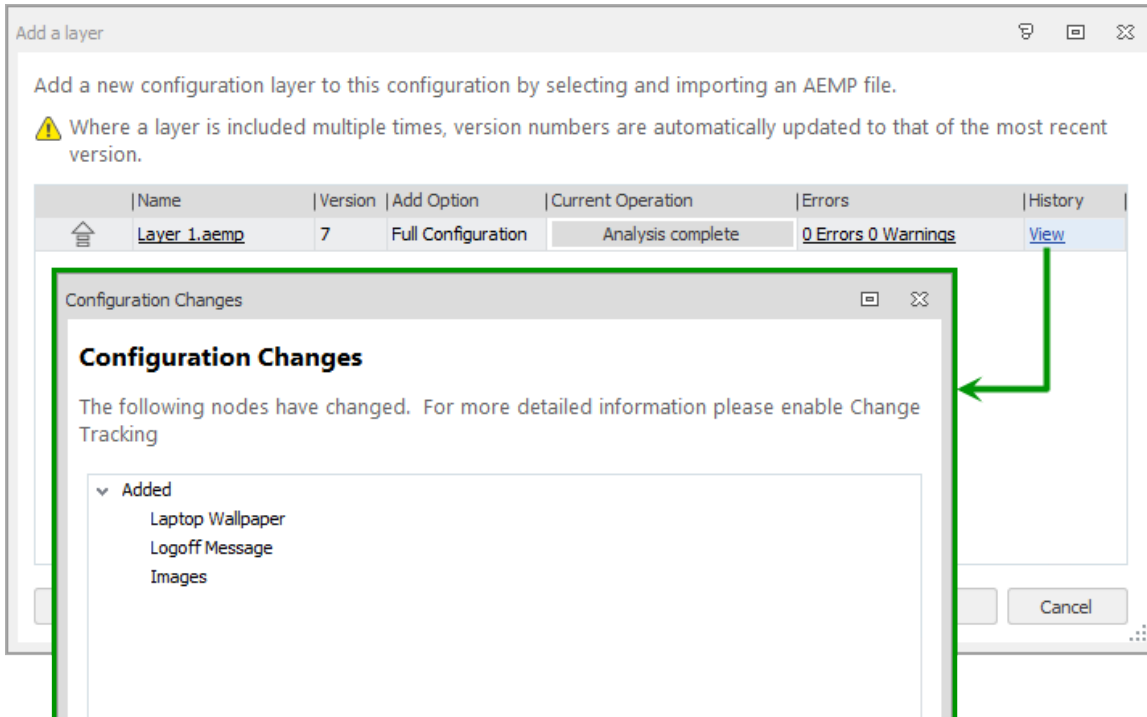 Add a layer
Add a new configuration layer to this configuration by selecting and importing an AEMP file.
Where a layer is included multiple times, version numbers are automatically updated to that of the most recent
version.
|Name |Version |Add Option |Current Operation |Errors |History |
Layer 1.aemp 7 Full Configuration Analysis complete 0 Errors 0 Warnings View
Configuration Changes
Configuration Changes
The following nodes have changed. For more detailed information please enable Change
Tracking
Added
Laptop Wallpaper
Logoff Message
Images
Cancel